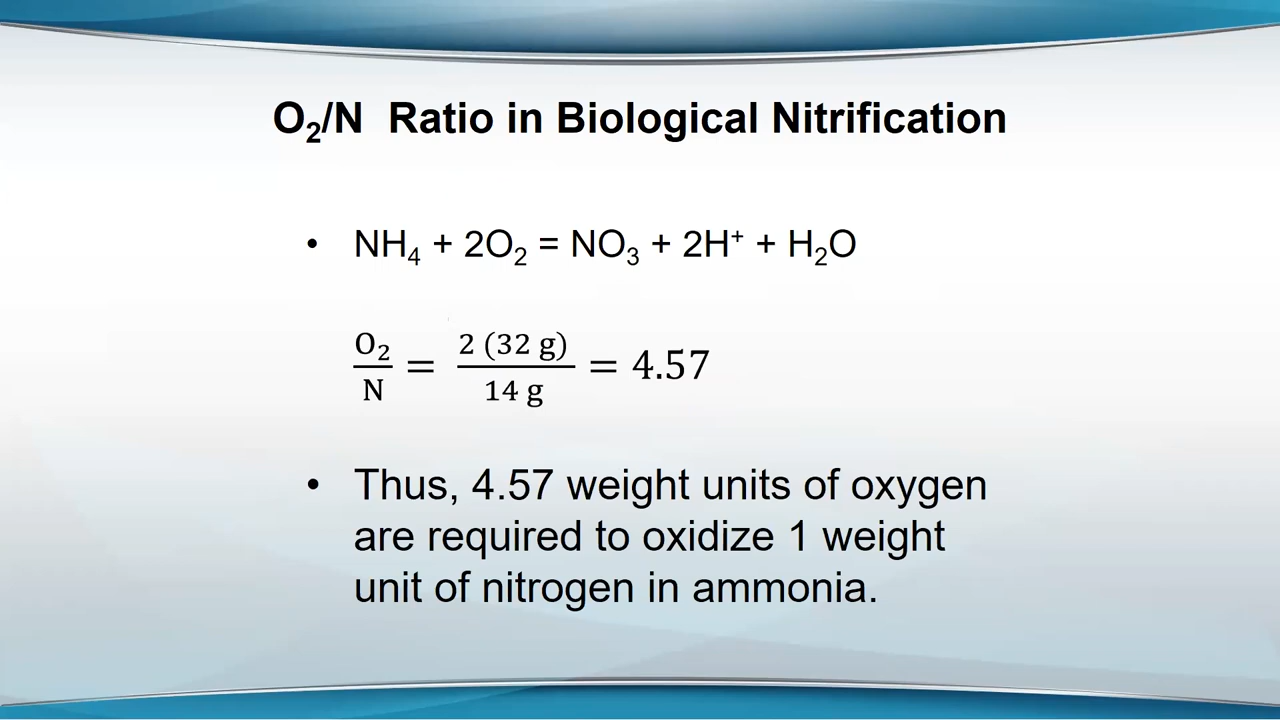 O₂/N Ratio in Biological Nitrification
• NH₄ + 2O₂ = NO₃ + 2H⁺ + H₂O
O₂/N = 2 (32 g)/14 g = 4.57
• Thus, 4.57 weight units of oxygen
are required to oxidize 1 weight
unit of nitrogen in ammonia.